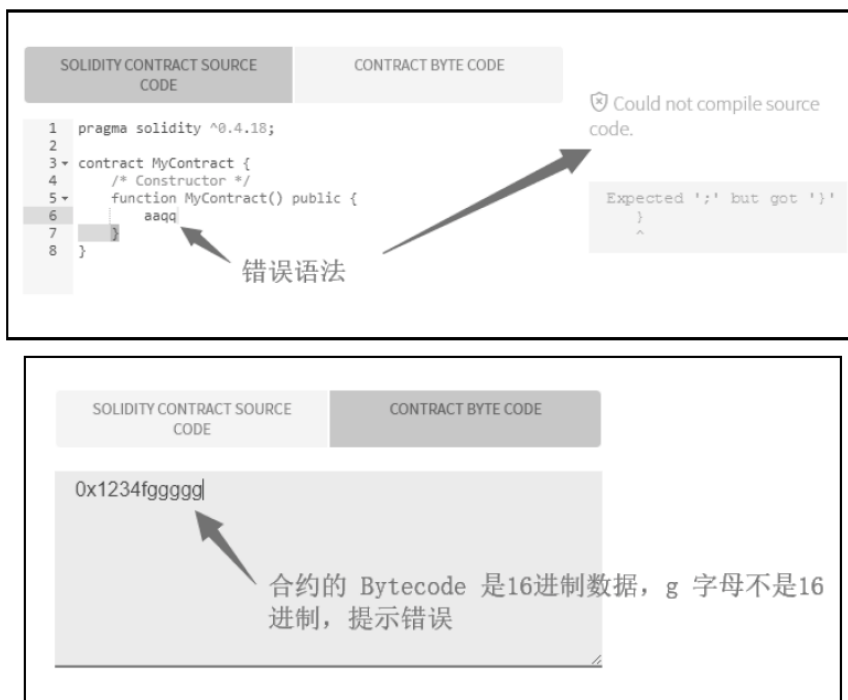 SOLIDITY CONTRACT SOURCE
CODE
CONTRACT BYTE CODE
1 pragma solidity ^0.4.18;
2
3 contract MyContract {
4 /* Constructor */
5 function MyContract() public {
6 aaqq
7 }
8 }
错误语法
Could not compile source
code.
Expected ';' but got '}'
}
^
SOLIDITY CONTRACT SOURCE
CODE
CONTRACT BYTE CODE
0x1234fggggg
合约的 Bytecode 是16进制数据，g 字母不是16
进制，提示错误